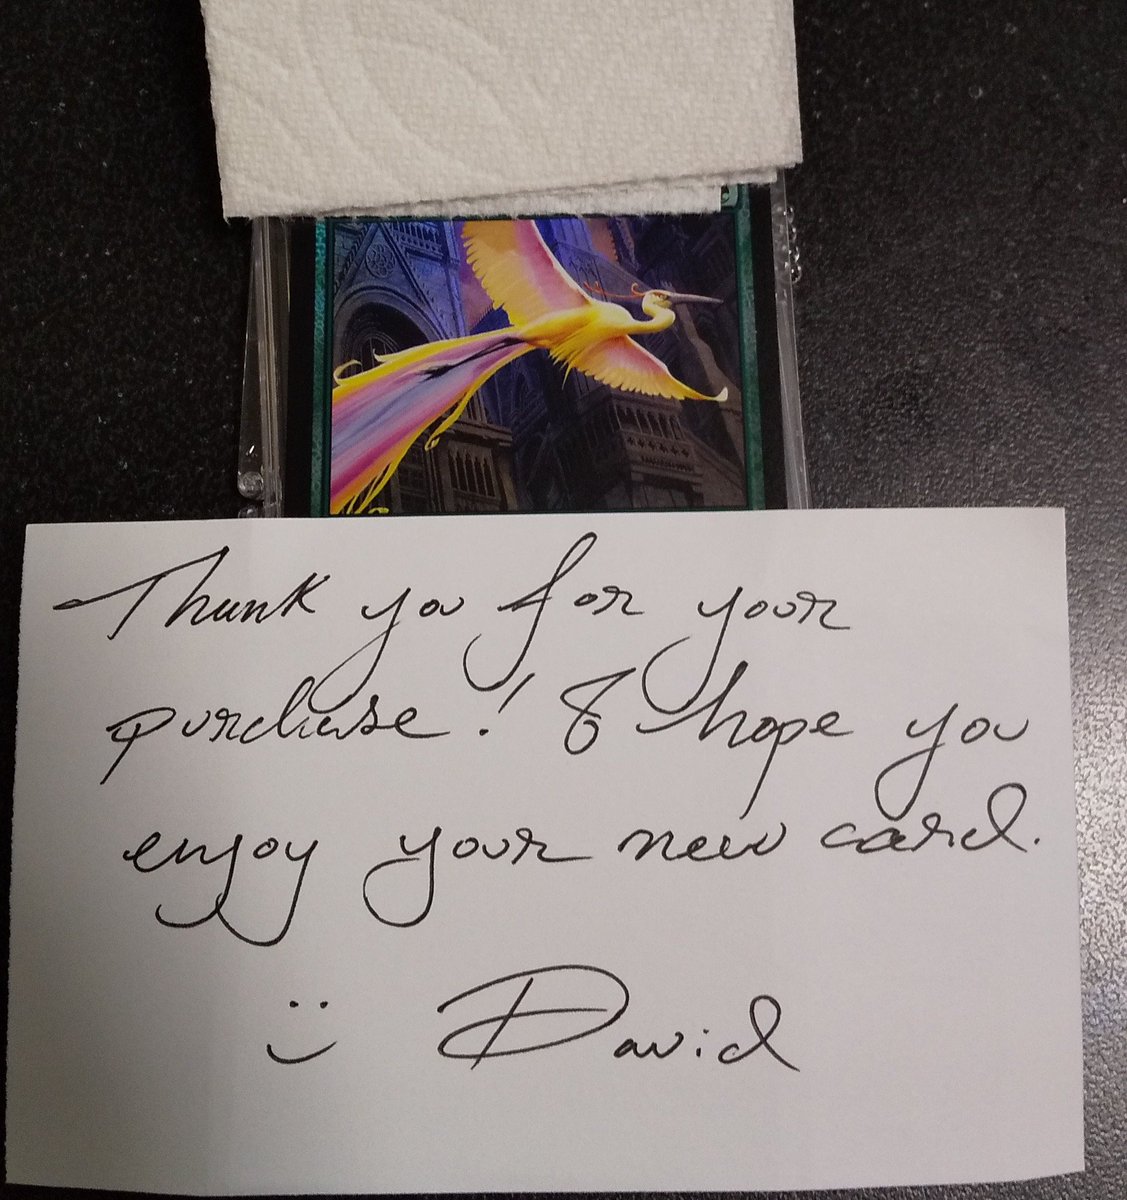 Thank you for your
purchase! I hope you
enjoy your new card.
David